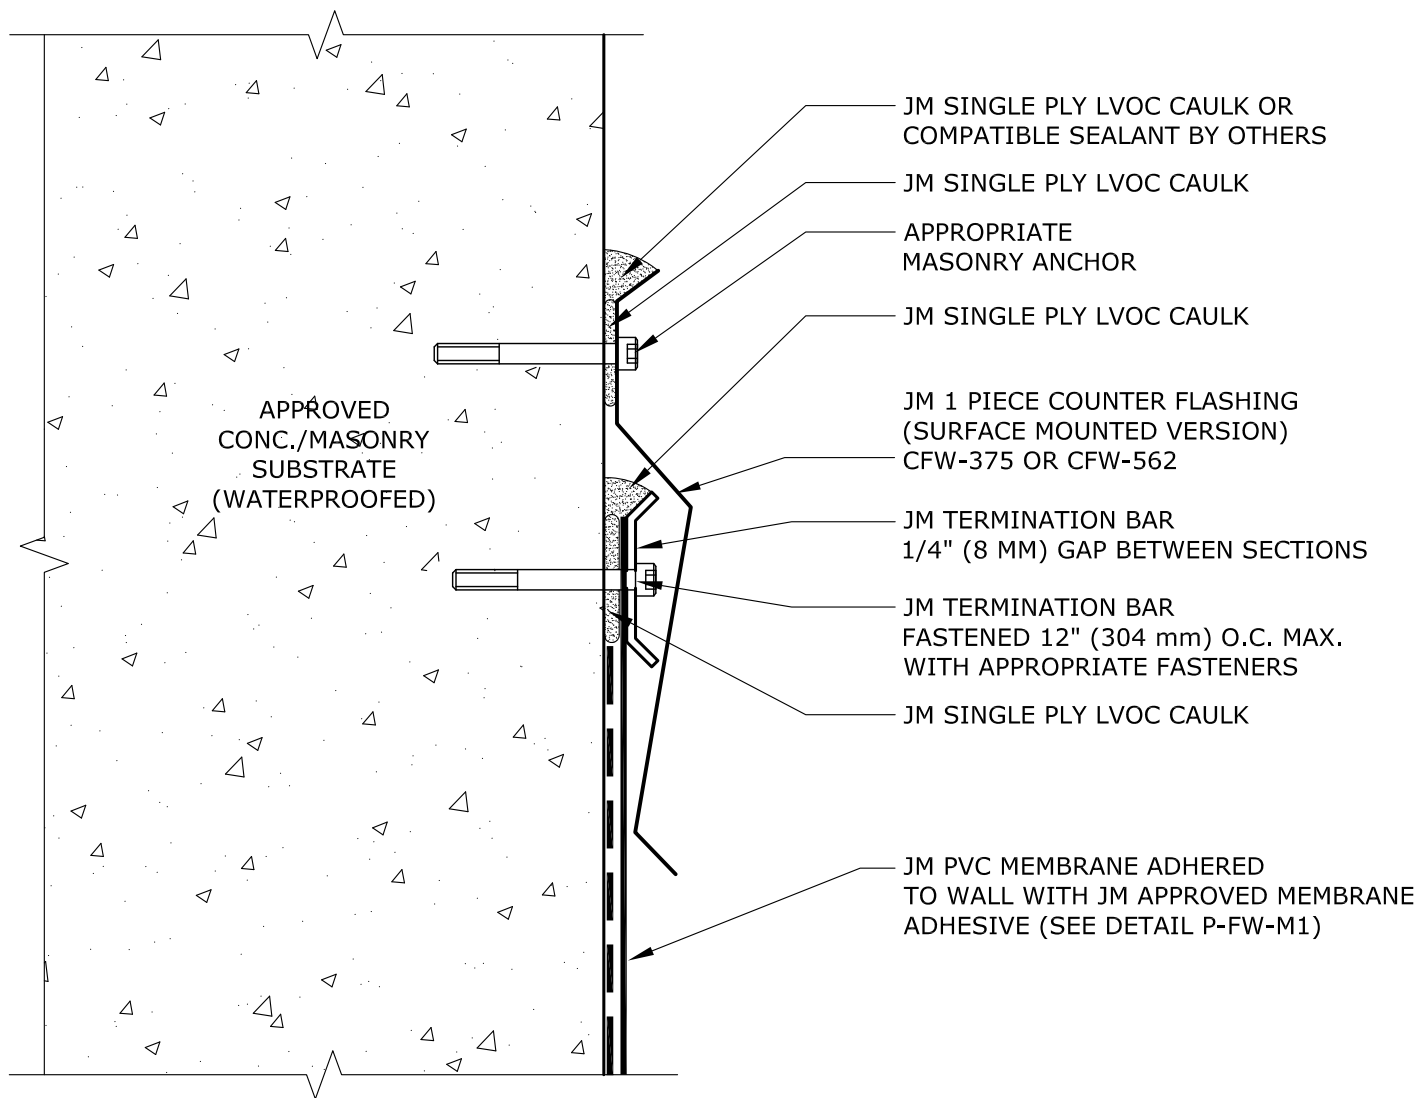 JM SINGLE PLY LVOC CAULK OR
COMPATIBLE SEALANT BY OTHERS
JM SINGLE PLY LVOC CAULK
APPROPRIATE
MASONRY ANCHOR
JM SINGLE PLY LVOC CAULK
APPROVED
CONC./MASONRY
SUBSTRATE
(WATERPROOFED)
JM 1 PIECE COUNTER FLASHING
(SURFACE MOUNTED VERSION)
CFW-375 OR CFW-562
JM TERMINATION BAR
1/4" (8 MM) GAP BETWEEN SECTIONS
JM TERMINATION BAR
FASTENED 12" (304 mm) O.C. MAX.
WITH APPROPRIATE FASTENERS
JM SINGLE PLY LVOC CAULK
JM PVC MEMBRANE ADHERED
TO WALL WITH JM APPROVED MEMBRANE
ADHESIVE (SEE DETAIL P-FW-M1)